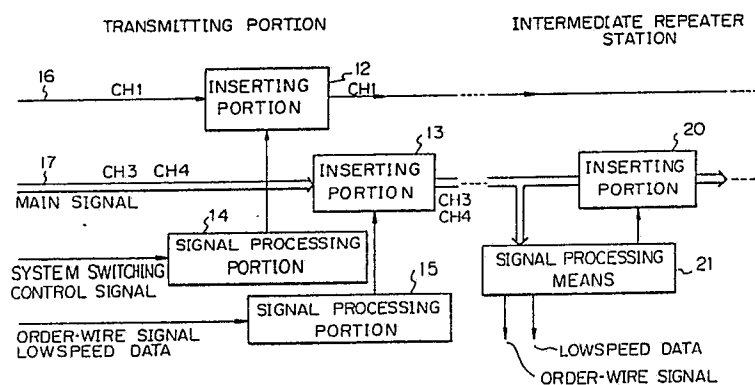 TRANSMITTING PORTION
INTERMEDIATE REPEATER
STATION
16
CH1
INSERTING
PORTION
12
CH1
17
CH3 CH4
MAIN SIGNAL
INSERTING
PORTION
13
CH3
CH4
INSERTING
PORTION
20
14
SIGNAL PROCESSING
PORTION
SYSTEM SWITCHING
CONTROL SIGNAL
15
SIGNAL PROCESSING
PORTION
ORDER-WIRE SIGNAL
LOWSPEED DATA
SIGNAL PROCESSING
MEANS
21
LOWSPEED DATA
ORDER-WIRE SIGNAL